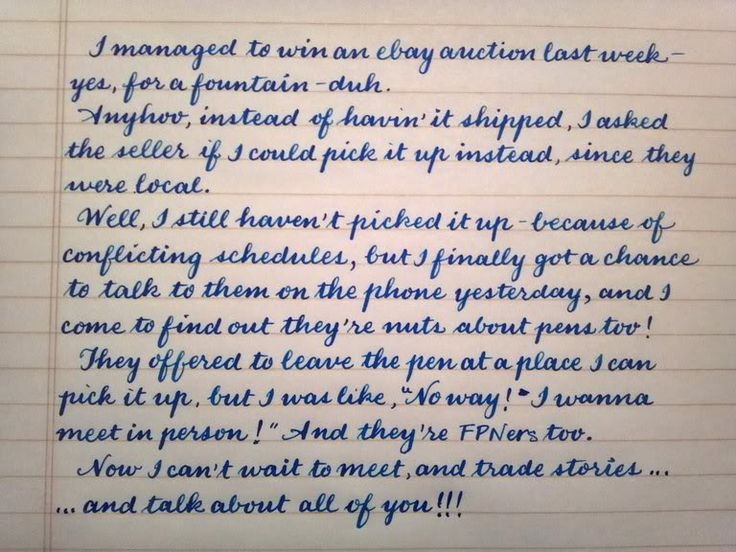 I managed to win an ebay auction last week -
yes, for a fountain - duh.
Anyhoo, instead of havin' it shipped, I asked
the seller if I could pick it up instead, since they
were local.
Well, I still haven't picked it up - because of
conflicting schedules, but I finally got a chance
to talk to them on the phone yesterday, and I
come to find out they're nuts about pens too!
They offered to leave the pen at a place I can
pick it up, but I was like, "No way!" I wanna
meet in person!" And they're FPNers too.
Now I can't wait to meet, and trade stories ...
... and talk about all of you!!!